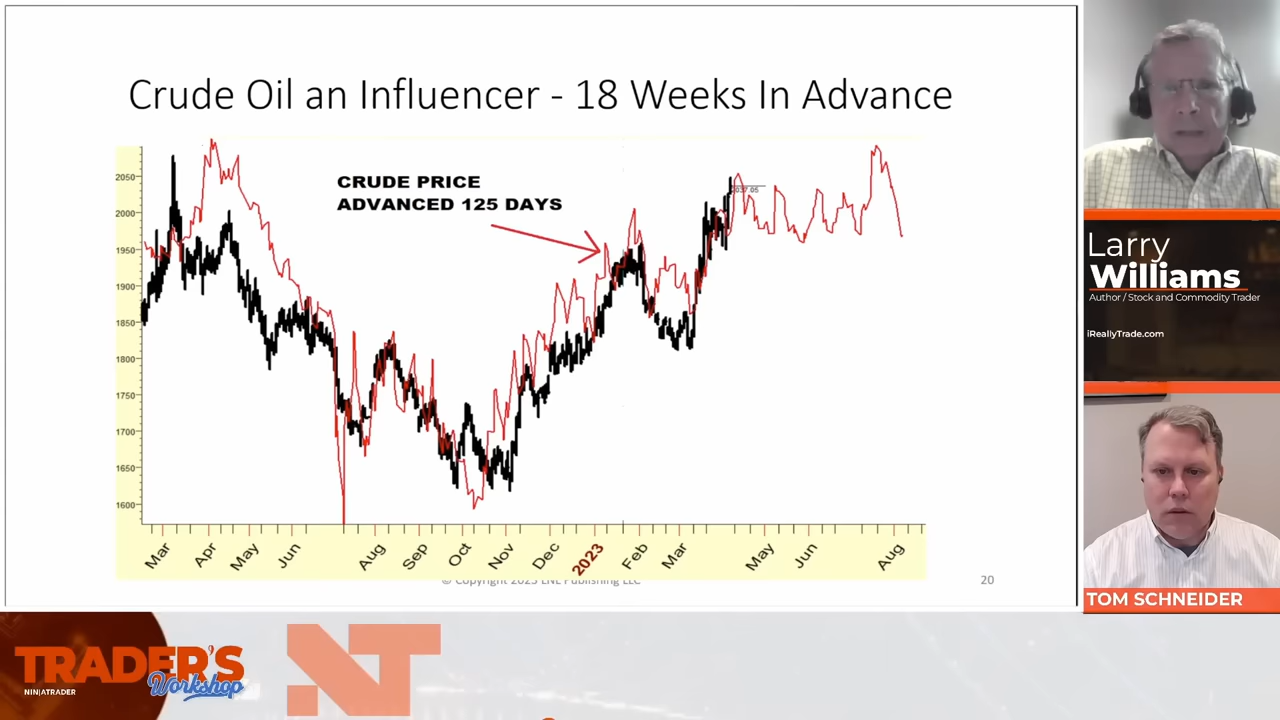 Crude Oil an Influencer - 18 Weeks In Advance
CRUDE PRICE
ADVANCED 125 DAYS
2050
2000
1950
1900
1850
1800
1750
1700
1650
1600
Mar
Apr
May
Jun
Aug
Sep
Oct
Nov
Dec
2023
Feb
Mar
May
Jun
Aug
20
Larry
Williams
Author / Stock and Commodity Trader
iReallyTrade.com
TOM SCHNEIDER
TRADER'S
Workshop
NINJATRADER
NT